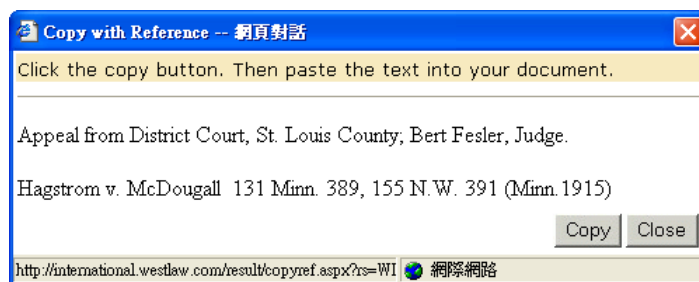 Copy with Reference -- 網頁對話
Click the copy button. Then paste the text into your document.
Appeal from District Court, St. Louis County; Bert Fesler, Judge.
Hagstrom v. McDougall  131 Minn. 389, 155 N.W. 391 (Minn.1915)
Copy Close
http://international.westlaw.com/result/copyref.aspx?rs=WI 網際網路